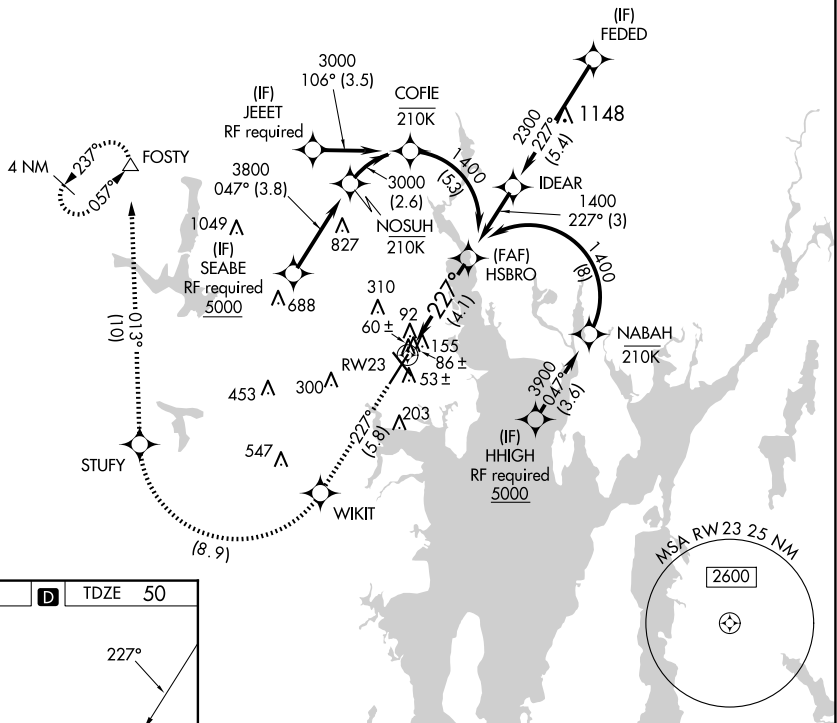 (IF)
FEDED
3000
106° (3.5)
COFIE
210K
(IF)
JEEET
RF required
2300
227°
(5.4)
1148
4 NM
237°
057°
FOSTY
3800
047° (3.8)
1400
(5.3)
IDEAR
3000
(2.6)
1400
227° (3)
NOSUH
210K
1049
827
(IF)
SEABE
RF required
5000
688
(FAF)
HSBRO
1400
(8)
310
227°
(4.1)
92
60 ±
155
86 ±
53 ±
RW23
NABAH
210K
013°
(10)
453
300
3900
047°
(3.6)
203
(IF)
HHIGH
RF required
5000
547
227°
(5.8)
STUFY
WIKIT
(8.9)
MSA RW 23 25 NM
2600
D TDZE 50
227°